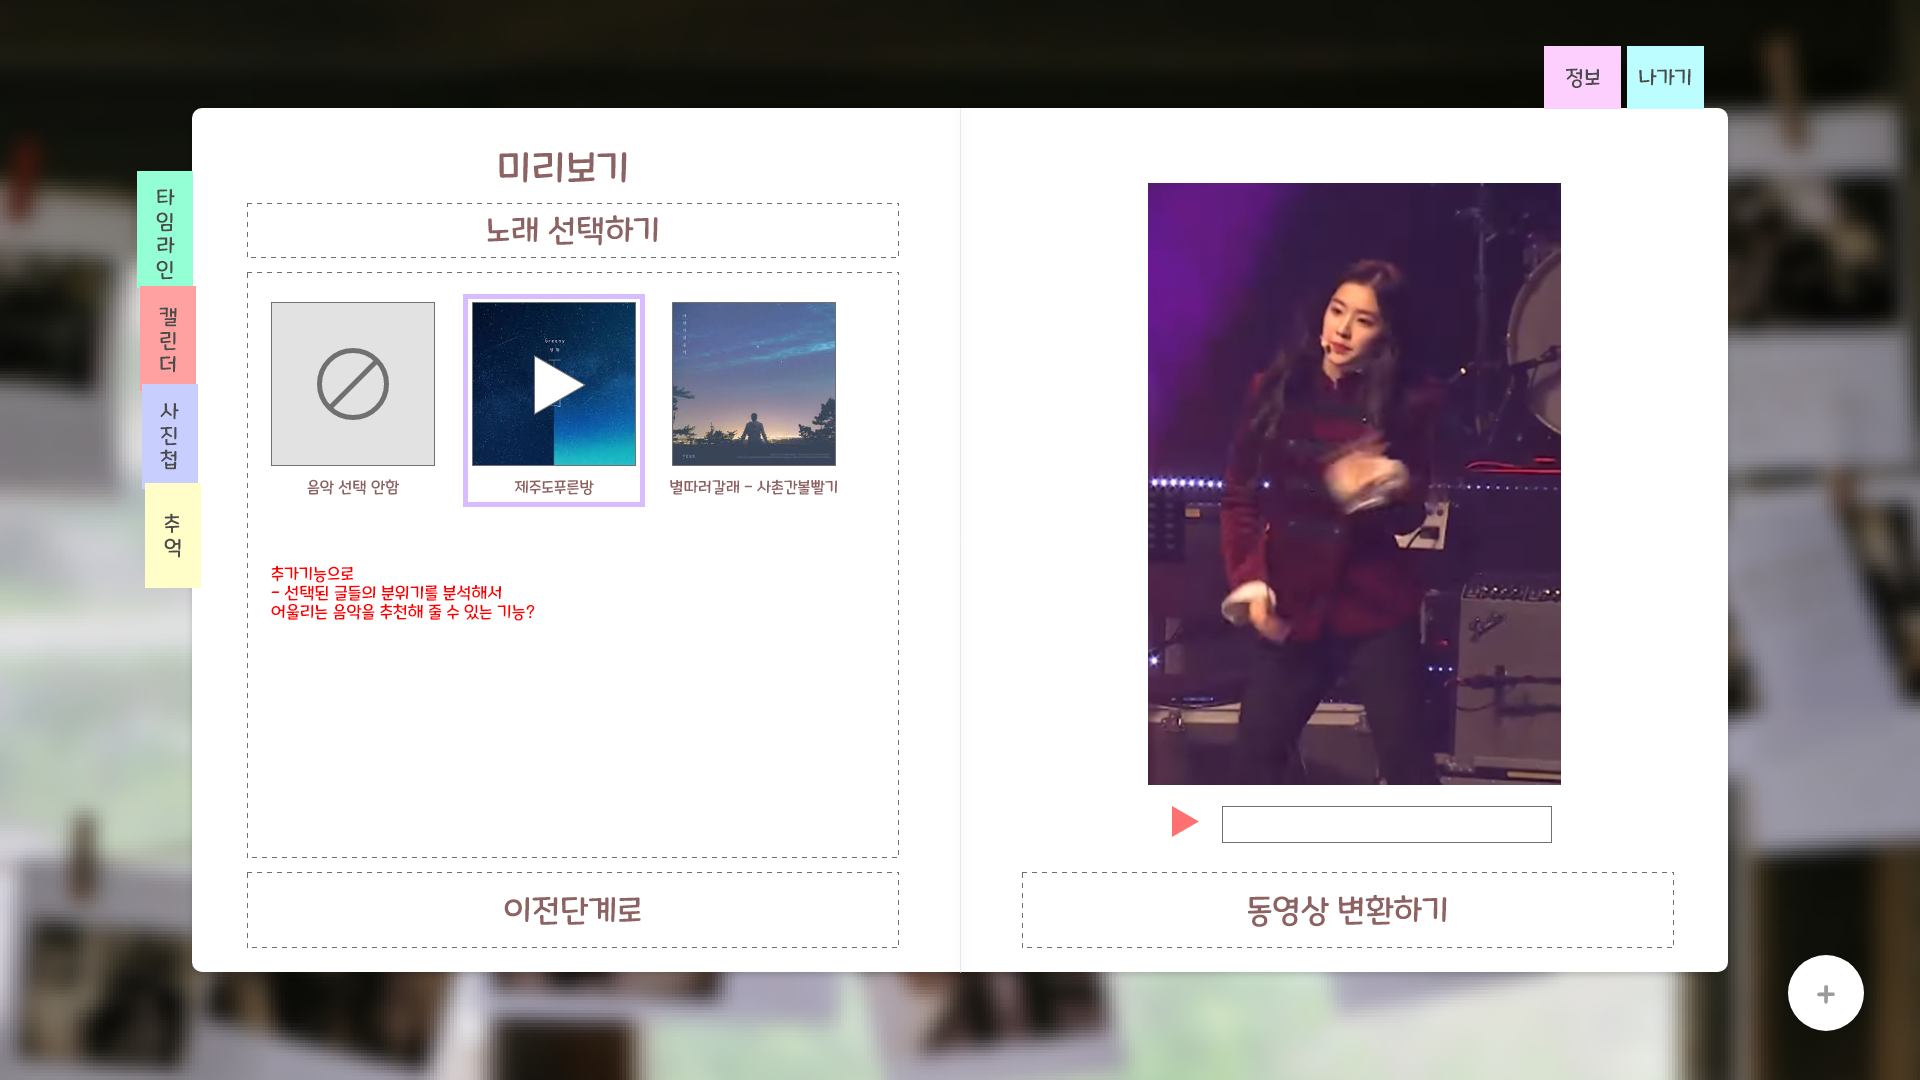 정보
나가기
타임라인
캘린더
사진첩
추억
미리보기
노래 선택하기
Greeny
음악 선택 안함
제주도푸른방
별따러갈래 - 사촌간볼빨기
추가기능으로
- 선택된 글들의 분위기를 분석해서
어울리는 음악을 추천해 줄 수 있는 기능?
이전단계로
Fender
동영상 변환하기
+